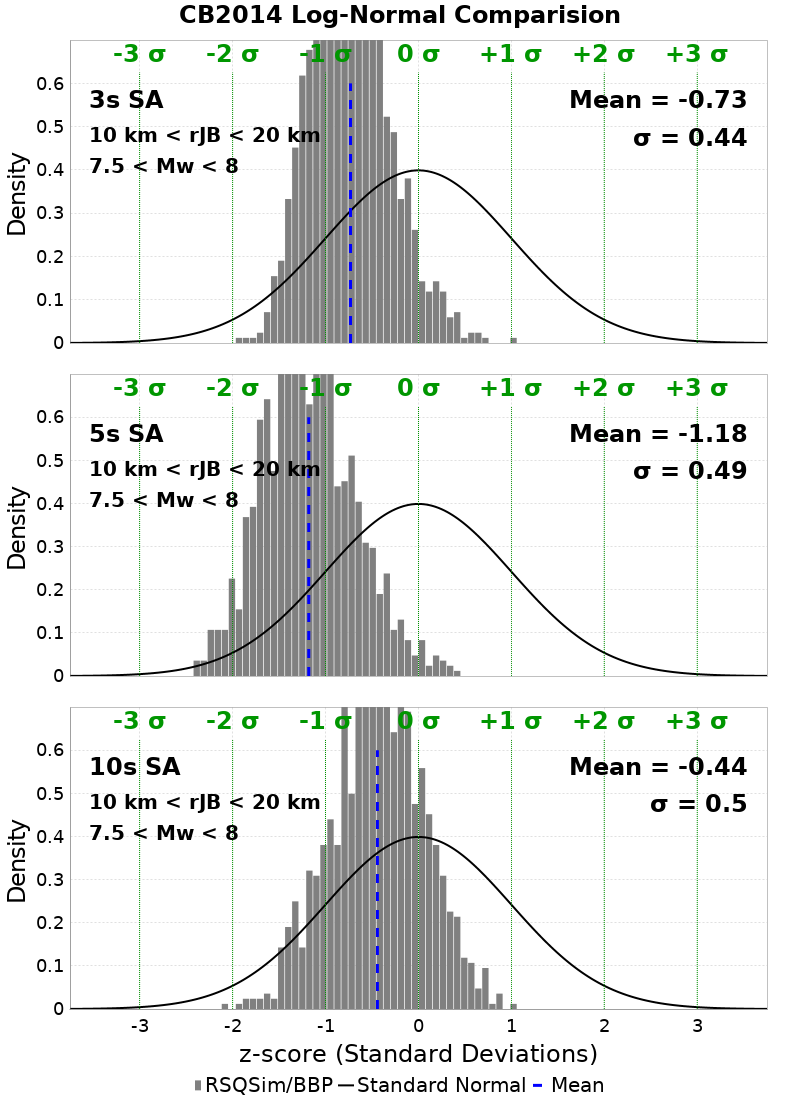 CB2014 Log-Normal Comparision
-3 σ -2 σ -1 σ 0 σ +1 σ +2 σ +3 σ
3s SA
10 km < rJB < 20 km
7.5 < Mw < 8
Mean = -0.73
σ = 0.44
Density
0.6
0.5
0.4
0.3
0.2
0.1
0
-3 σ -2 σ -1 σ 0 σ +1 σ +2 σ +3 σ
5s SA
10 km < rJB < 20 km
7.5 < Mw < 8
Mean = -1.18
σ = 0.49
Density
0.6
0.5
0.4
0.3
0.2
0.1
0
-3 σ -2 σ -1 σ 0 σ +1 σ +2 σ +3 σ
10s SA
10 km < rJB < 20 km
7.5 < Mw < 8
Mean = -0.44
σ = 0.5
Density
0.6
0.5
0.4
0.3
0.2
0.1
0
-3 -2 -1 0 1 2 3
z-score (Standard Deviations)
RSQSim/BBP Standard Normal Mean